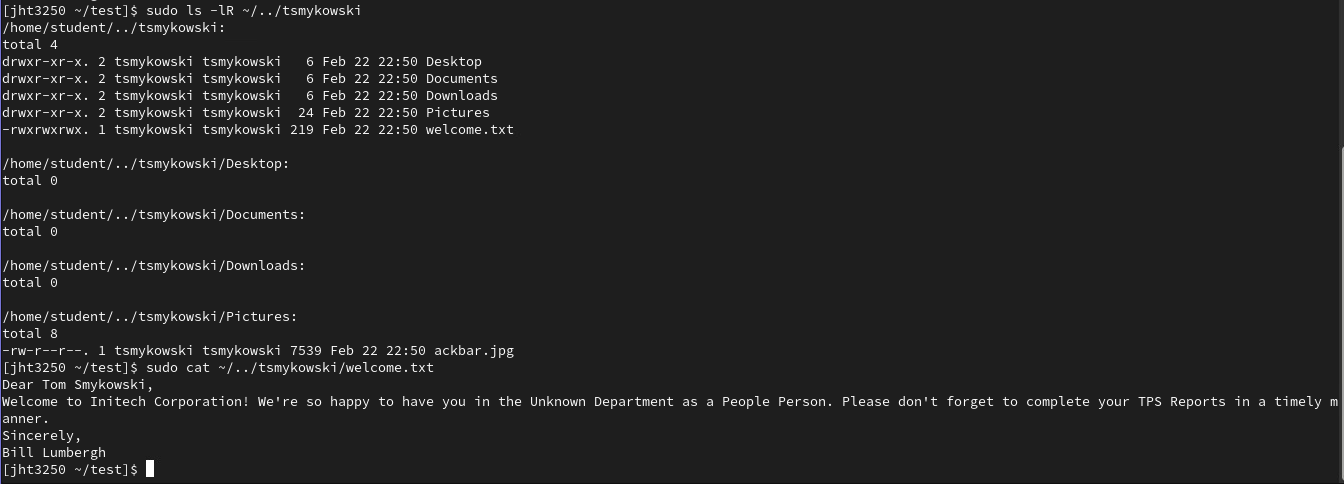 [jht3250 ~/test]$ sudo ls -lR ~/../tsmykowski
/home/student/../tsmykowski:
total 4
drwxr-xr-x. 2 tsmykowski tsmykowski   6 Feb 22 22:50 Desktop
drwxr-xr-x. 2 tsmykowski tsmykowski   6 Feb 22 22:50 Documents
drwxr-xr-x. 2 tsmykowski tsmykowski   6 Feb 22 22:50 Downloads
drwxr-xr-x. 2 tsmykowski tsmykowski  24 Feb 22 22:50 Pictures
-rwxrwxrwx. 1 tsmykowski tsmykowski 219 Feb 22 22:50 welcome.txt

/home/student/../tsmykowski/Desktop:
total 0

/home/student/../tsmykowski/Documents:
total 0

/home/student/../tsmykowski/Downloads:
total 0

/home/student/../tsmykowski/Pictures:
total 8
-rw-r--r--. 1 tsmykowski tsmykowski 7539 Feb 22 22:50 ackbar.jpg
[jht3250 ~/test]$ sudo cat ~/../tsmykowski/welcome.txt
Dear Tom Smykowski,
Welcome to Initech Corporation! We're so happy to have you in the Unknown Department as a People Person. Please don't forget to complete your TPS Reports in a timely m
anner.
Sincerely,
Bill Lumbergh
[jht3250 ~/test]$